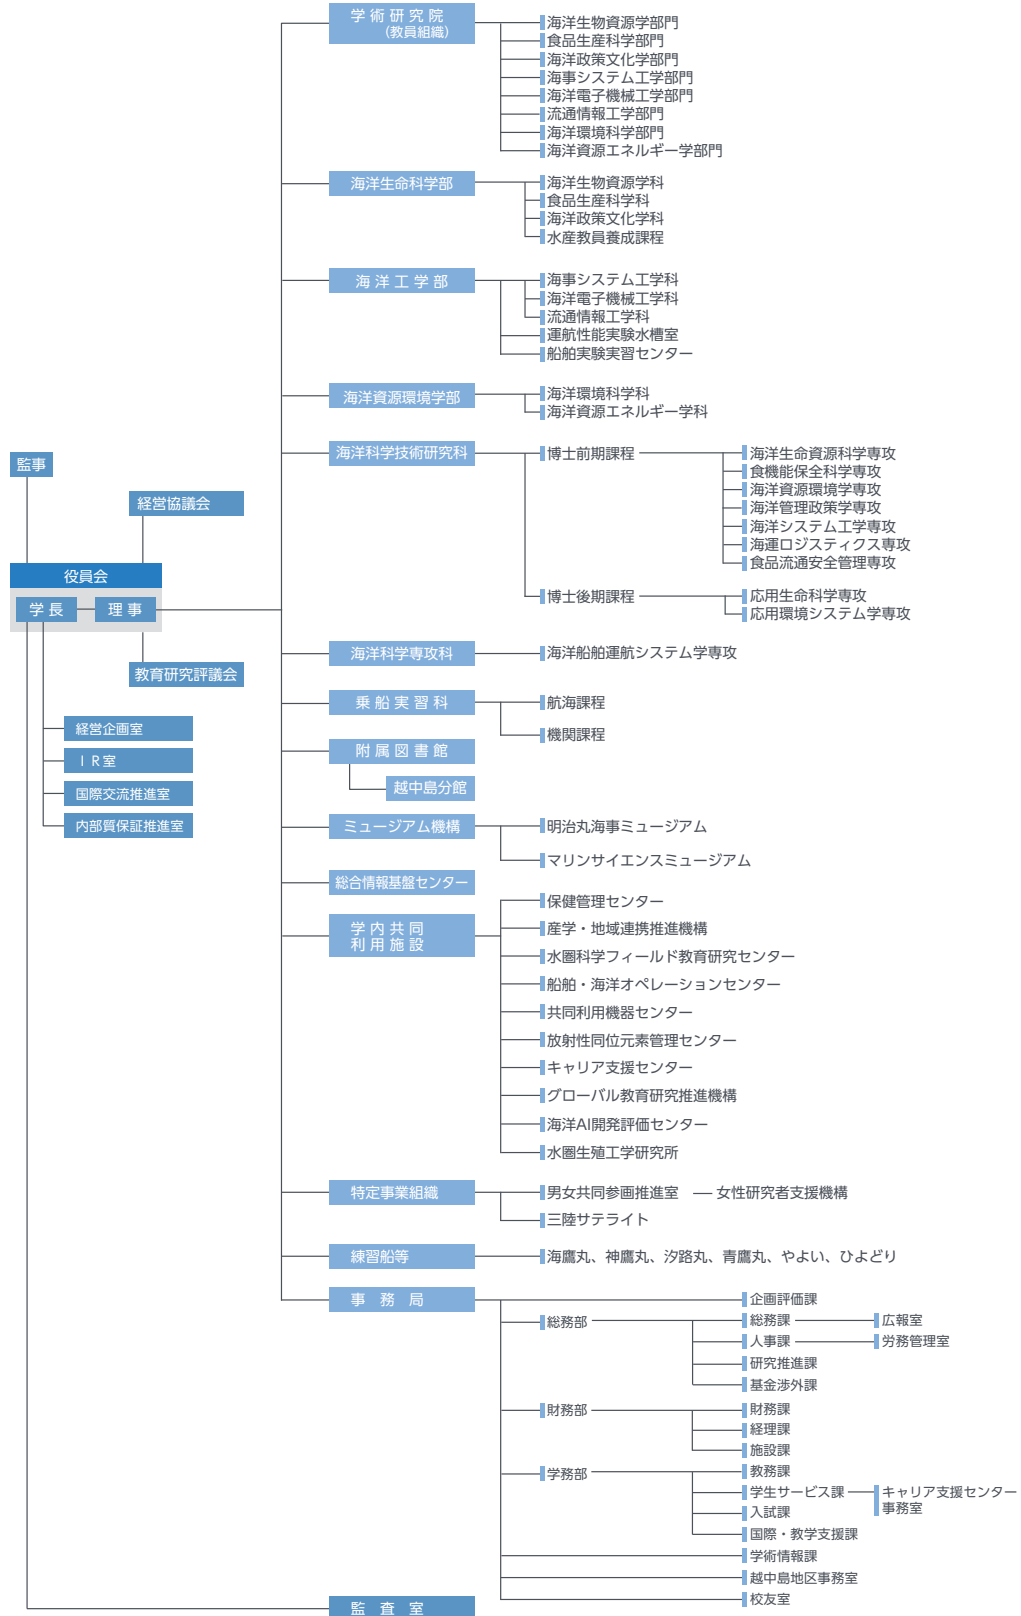 監事
経営協議会
役員会
学長
理事
教育研究評議会
経営企画室
ＩＲ室
国際交流推進室
内部質保証推進室
学術研究院
（教員組織）
海洋生物資源学部門
食品生産科学部門
海洋政策文化学部門
海事システム工学部門
海洋電子機械工学部門
流通情報工学部門
海洋環境科学部門
海洋資源エネルギー学部門
海洋生命科学部
海洋生物資源学科
食品生産科学科
海洋政策文化学科
水産教員養成課程
海洋工学部
海事システム工学科
海洋電子機械工学科
流通情報工学科
運航性能実験水槽室
船舶実験実習センター
海洋資源環境学部
海洋環境科学科
海洋資源エネルギー学科
海洋科学技術研究科
博士前期課程
海洋生命資源科学専攻
食機能保全科学専攻
海洋資源環境学専攻
海洋管理政策学専攻
海洋システム工学専攻
海運ロジスティクス専攻
食品流通安全管理専攻
博士後期課程
応用生命科学専攻
応用環境システム学専攻
海洋科学専攻科
海洋船舶運航システム学専攻
乗船実習科
航海課程
機関課程
附属図書館
越中島分館
ミュージアム機構
明治丸海事ミュージアム
マリンサイエンスミュージアム
総合情報基盤センター
学内共同
利用施設
保健管理センター
産学・地域連携推進機構
水圏科学フィールド教育研究センター
船舶・海洋オペレーションセンター
共同利用機器センター
放射性同位元素管理センター
キャリア支援センター
グローバル教育研究推進機構
海洋AI開発評価センター
水圏生殖工学研究所
特定事業組織
男女共同参画推進室
女性研究者支援機構
三陸サテライト
練習船等
海鷹丸、神鷹丸、汐路丸、青鷹丸、やよい、ひよどり
事務局
企画評価課
総務部
総務課
広報室
人事課
労務管理室
研究推進課
基金渉外課
財務部
財務課
経理課
施設課
学務部
教務課
学生サービス課
キャリア支援センター
事務室
入試課
国際・教学支援課
学術情報課
越中島地区事務室
校友室
監査室